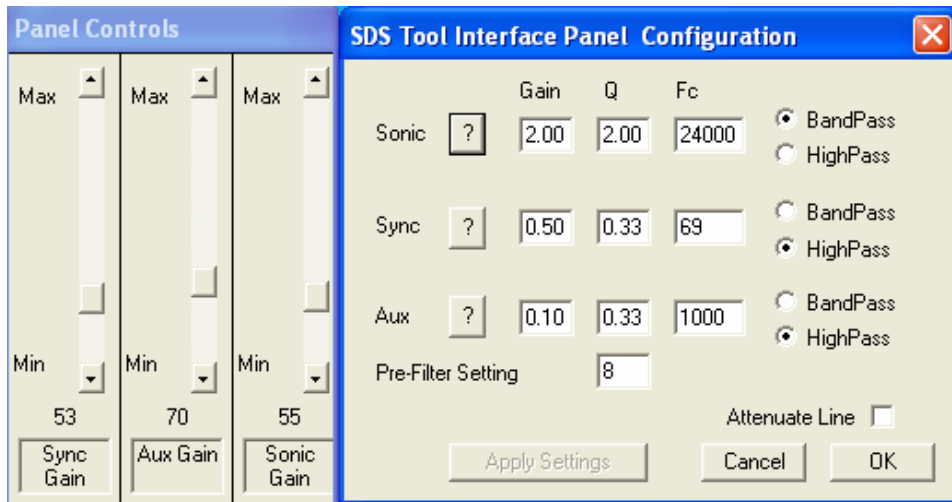 Panel Controls
Max Max Max
Min Min Min
53 70 55
Sync Gain
Aux Gain
Sonic Gain
SDS Tool Interface Panel Configuration
Gain Q Fc
Sonic ? 2.00 2.00 24000
BandPass
HighPass
Sync ? 0.50 0.33 69
BandPass
HighPass
Aux ? 0.10 0.33 1000
BandPass
HighPass
Pre-Filter Setting 8
Attenuate Line
Apply Settings Cancel OK